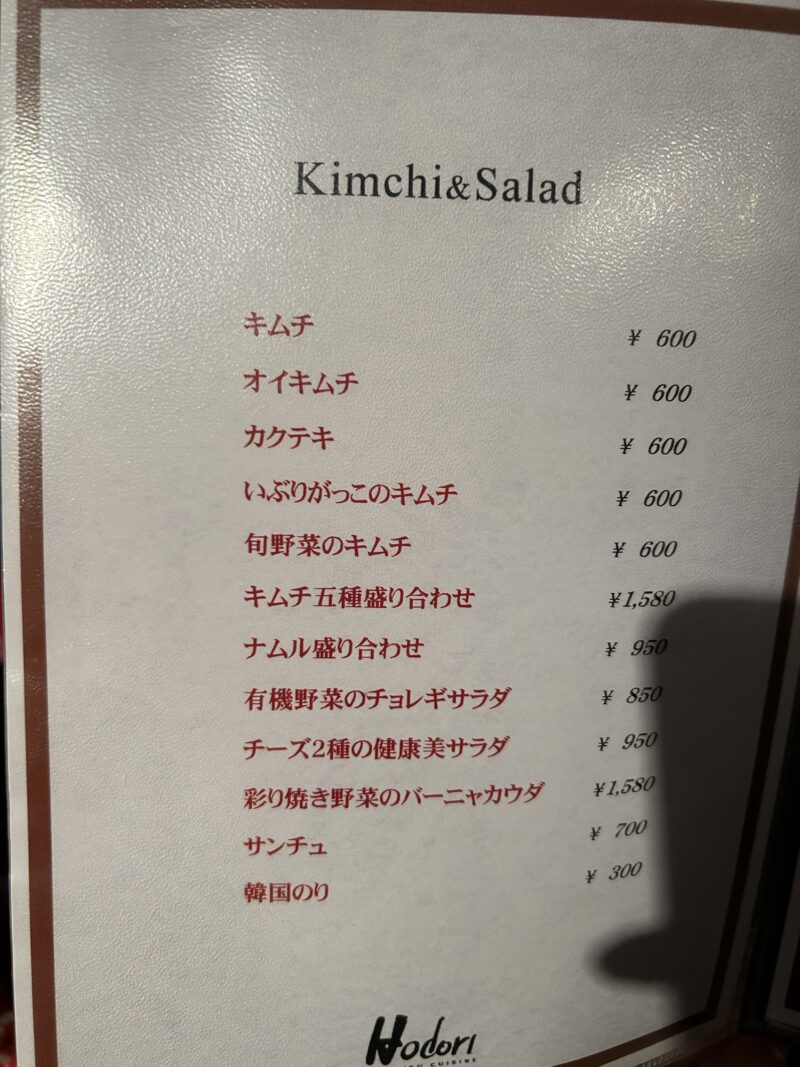 Kimchi&Salad
キムチ ¥ 600
オイキムチ ¥ 600
カクテキ ¥ 600
いぶりがっこのキムチ ¥ 600
旬野菜のキムチ ¥ 600
キムチ五種盛り合わせ ¥1,580
ナムル盛り合わせ ¥ 950
有機野菜のチョレギサラダ ¥ 850
チーズ2種の健康美サラダ ¥ 950
彩り焼き野菜のバーニャカウダ ¥1,580
サンチュ ¥ 700
韓国のり ¥ 300
Hodori
CUISINE